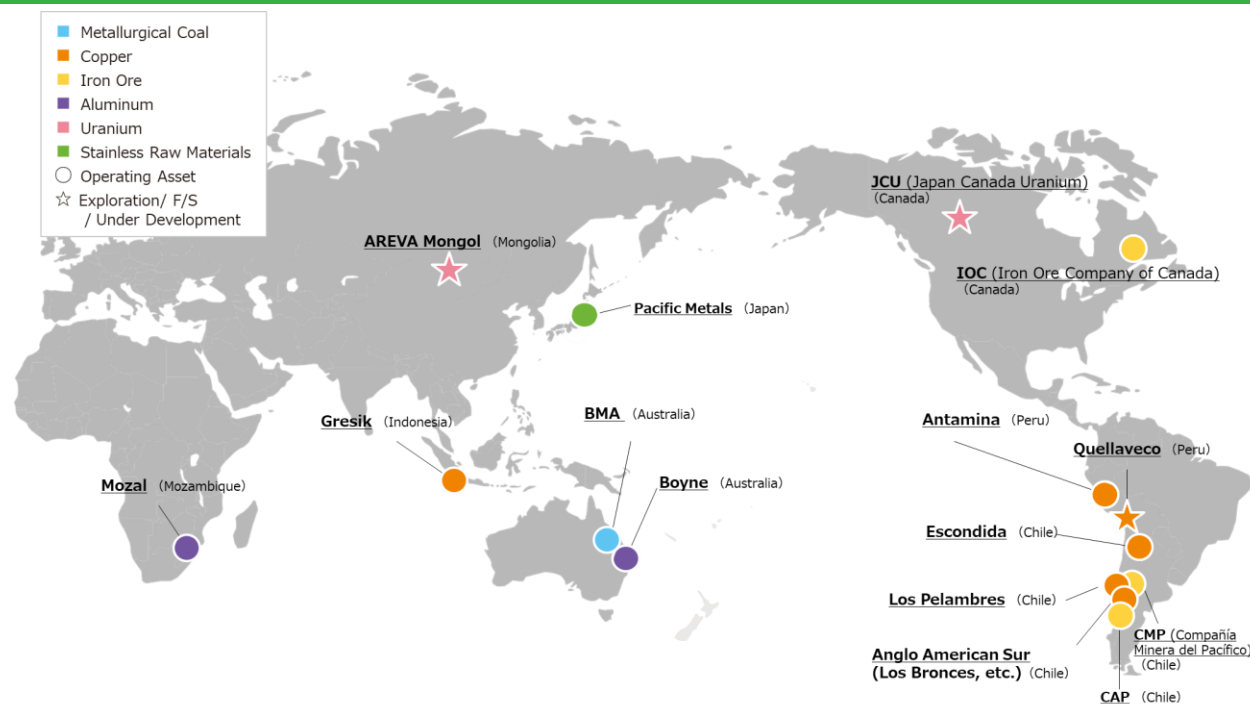 Metallurgical Coal
Copper
Iron Ore
Aluminum
Uranium
Stainless Raw Materials
Operating Asset
Exploration/ F/S
/ Under Development
JCU (Japan Canada Uranium)
(Canada)
AREVA Mongol (Mongolia)
IOC (Iron Ore Company of Canada)
(Canada)
Pacific Metals (Japan)
Gresik (Indonesia)
BMA (Australia)
Antamina (Peru)
Quellaveco (Peru)
Mozal (Mozambique)
Boyne (Australia)
Escondida (Chile)
Los Pelambres (Chile)
CMP (Compañía
Minera del Pacífico)
(Chile)
Anglo American Sur
(Los Bronces, etc.) (Chile)
CAP (Chile)